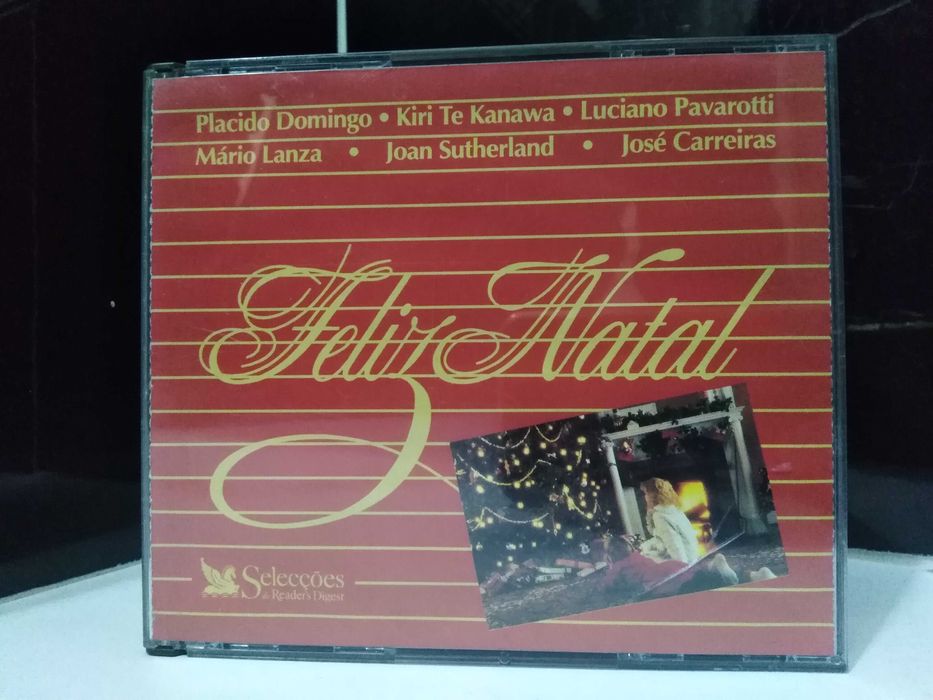 Placido Domingo • Kiri Te Kanawa • Luciano Pavarotti
Mário Lanza • Joan Sutherland • José Carreiras
Feliz Natal
Selecções
do Reader's Digest